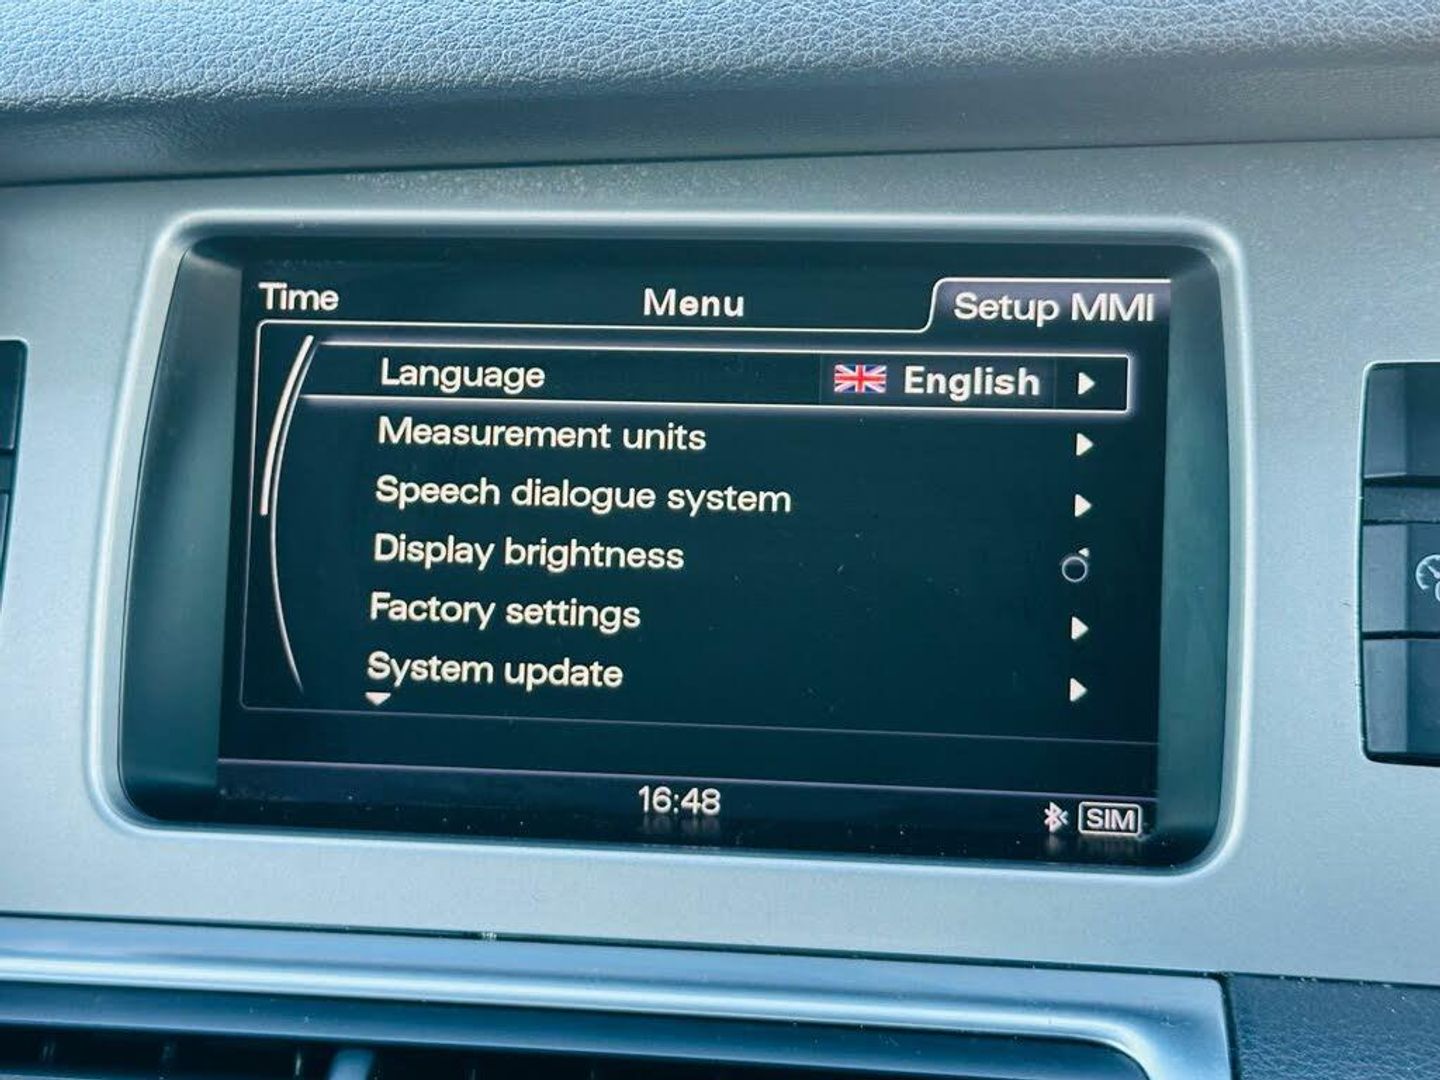 Time Menu Setup MMI
Language English
Measurement units
Speech dialogue system
Display brightness
Factory settings
System update
16:48
SIM